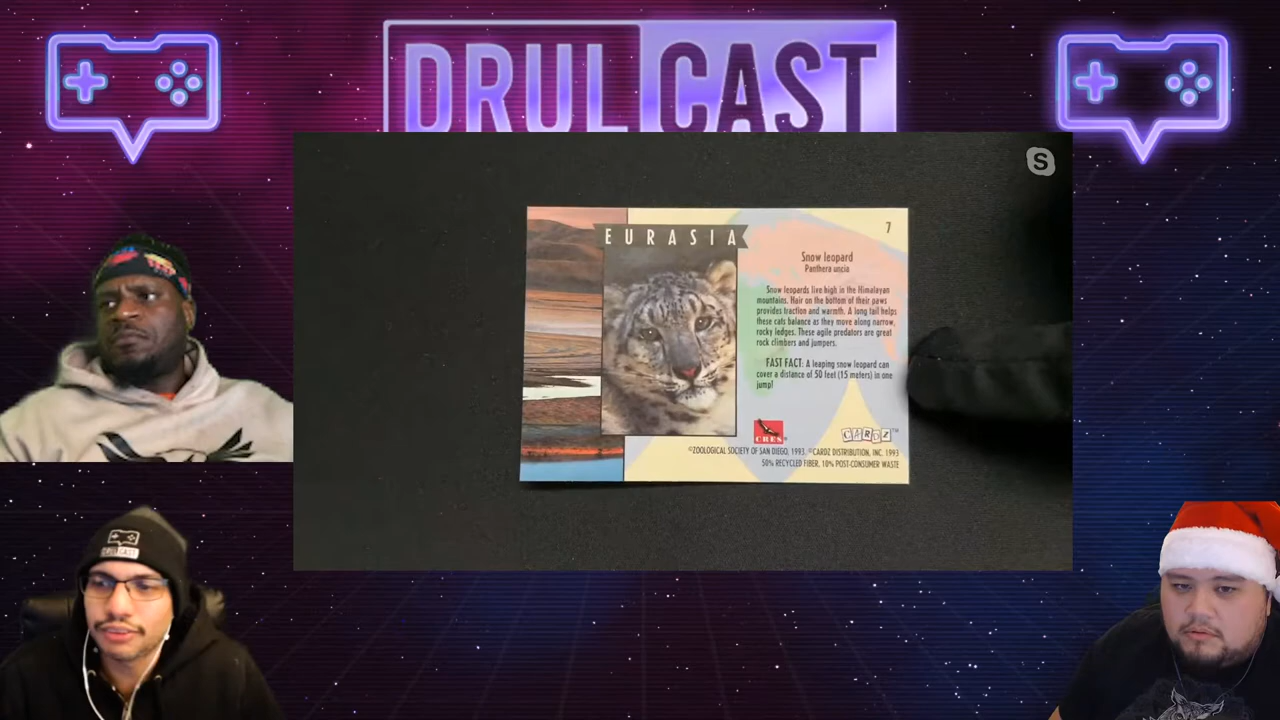 DRUL CAST
S
EURASIA
7
Snow leopard
Panthera uncia
Snow leopards live high in the Himalayan
mountains. Hair on the bottom of their paws
provides traction and warmth. A long tail helps
these cats balance as they move along narrow,
rocky ledges. These agile predators are great
rock climbers and jumpers.
FAST FACT: A leaping snow leopard can
cover a distance of 50 feet (15 meters) in one
jump!
CRES®
CARDZ™
©ZOOLOGICAL SOCIETY OF SAN DIEGO, 1993. ©CARDZ DISTRIBUTION, INC. 1993
50% RECYCLED FIBER, 10% POST-CONSUMER WASTE
DRULCAST